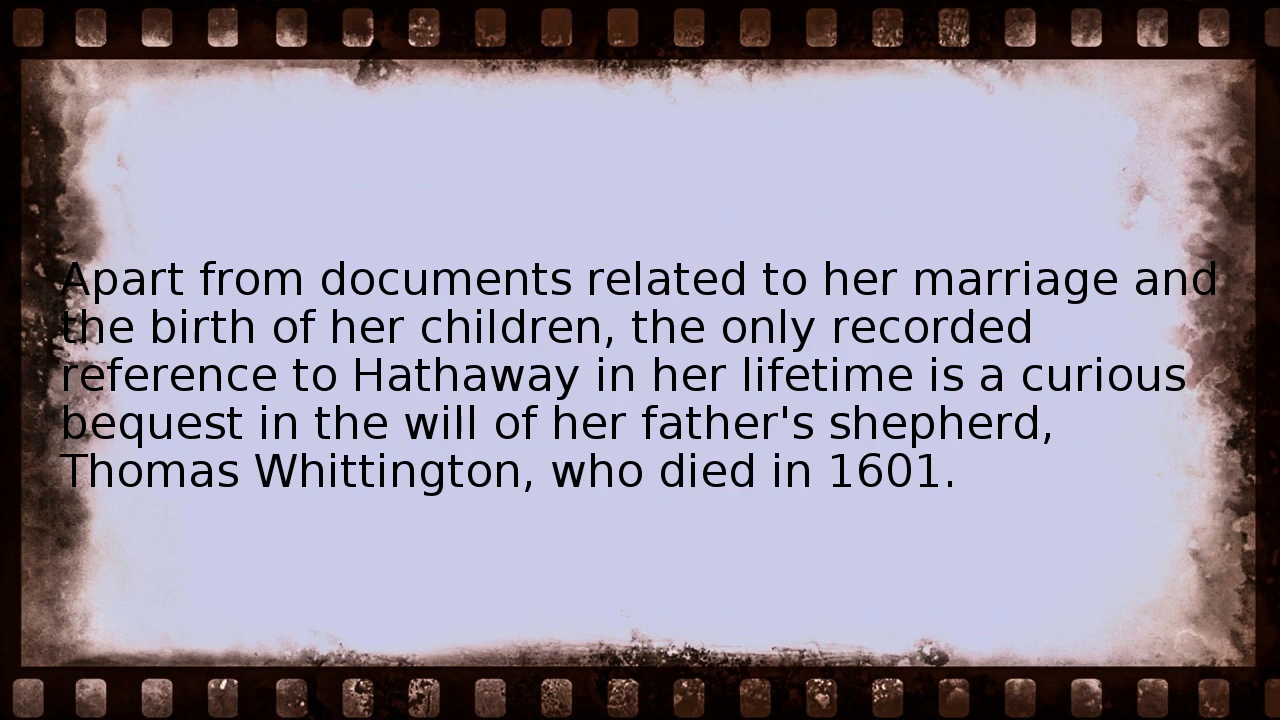 Apart from documents related to her marriage and
the birth of her children, the only recorded
reference to Hathaway in her lifetime is a curious
bequest in the will of her father's shepherd,
Thomas Whittington, who died in 1601.